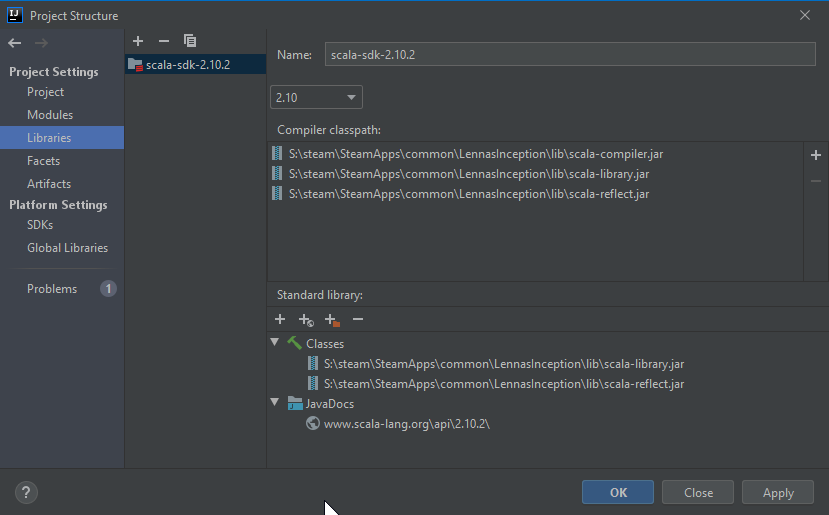 IJ Project Structure
Project Settings
Project
Modules
Libraries
Facets
Artifacts
Platform Settings
SDKs
Global Libraries
Problems 1
scala-sdk-2.10.2
Name: scala-sdk-2.10.2
2.10
Compiler classpath:
S:\steam\SteamApps\common\LennasInception\lib\scala-compiler.jar
S:\steam\SteamApps\common\LennasInception\lib\scala-library.jar
S:\steam\SteamApps\common\LennasInception\lib\scala-reflect.jar
Standard library:
Classes
S:\steam\SteamApps\common\LennasInception\lib\scala-library.jar
S:\steam\SteamApps\common\LennasInception\lib\scala-reflect.jar
JavaDocs
www.scala-lang.org\api\2.10.2\
?
OK Close Apply